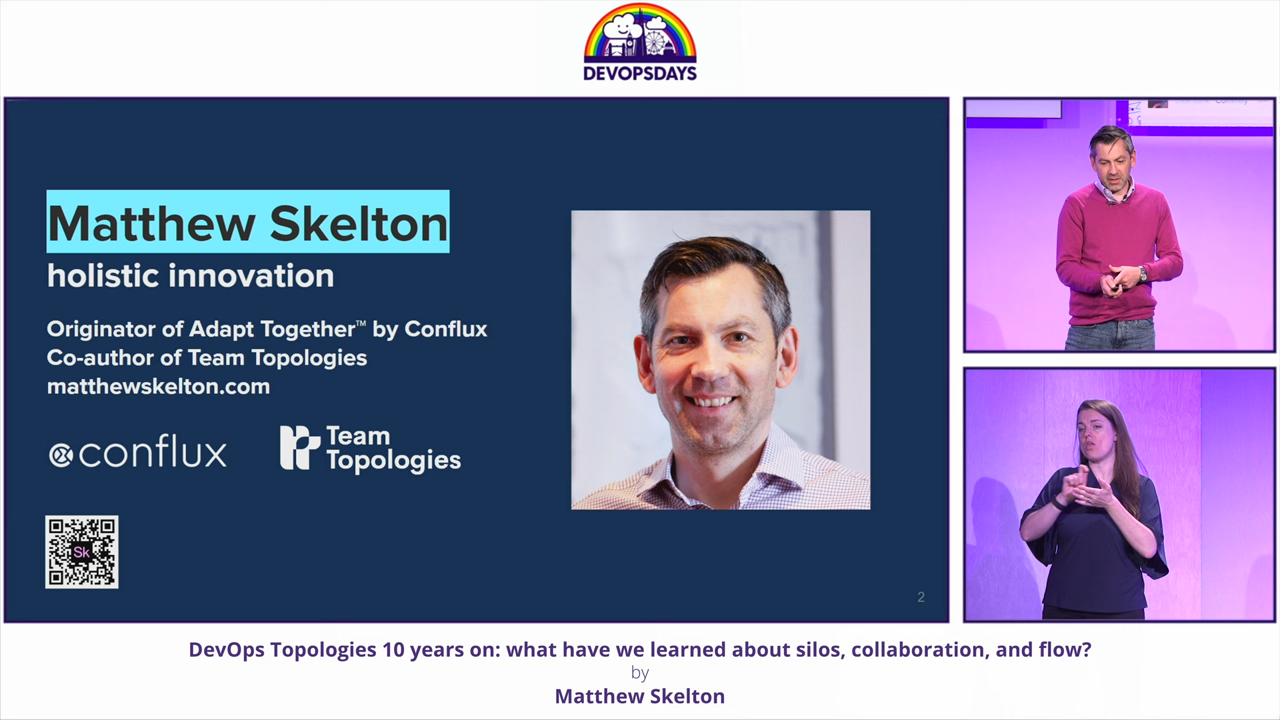 DEVOPSDAYS
Matthew Skelton
holistic innovation
Originator of Adapt Together™ by Conflux
Co-author of Team Topologies
matthewskelton.com
conflux
Team
Topologies
Sk
2
DevOps Topologies 10 years on: what have we learned about silos, collaboration, and flow?
by
Matthew Skelton